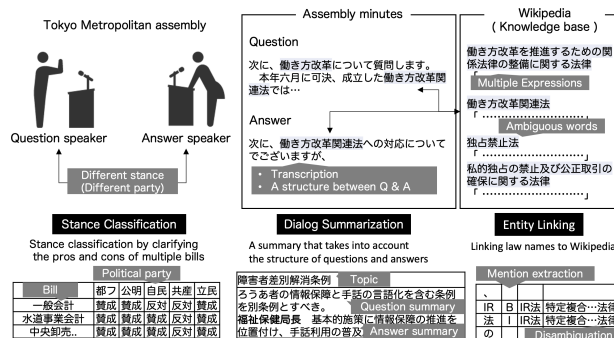 Tokyo Metropolitan assembly
Question speaker
Answer speaker
Different stance
(Different party)
Assembly minutes
Question
次に、働き方改革について質問します。
本年六月に可決、成立した働き方改革関
連法では…
Answer
次に、働き方改革関連法への対応について
でございますが、
• Transcription
• A structure between Q & A
Wikipedia
( Knowledge base )
働き方改革を推進するための関
係法律の整備に関する法律
「
Multiple Expressions
働き方改革関連法
「 ……………………」
Ambiguous words
独占禁止法
私的独占の禁止及び公正取引の
確保に関する法律
「 ……………………」
Stance Classification
Stance classification by clarifying
the pros and cons of multiple bills
Political party
Bill 都フ 公明 自民 共産 立民
一般会計 賛成 賛成 反対 反対 賛成
水道事業会計 賛成 賛成 賛成 反対 賛成
中央卸売.. 賛成 賛成 賛成 反対 賛成
Dialog Summarization
A summary that takes into account
the structure of questions and answers
障害者差別解消条例 Topic
ろうあ者の情報保障と手話の言語化を含む条例
を別条例とすべき。 Question summary
福祉保健局長 基本的施策に情報保障の推進を
位置付け、手話利用の普及 Answer summary
Entity Linking
Linking law names to Wikipedia
Mention extraction
、
IR B IR法 特定複合…法律
法 I IR法 特定複合…法律
の Disambiguation